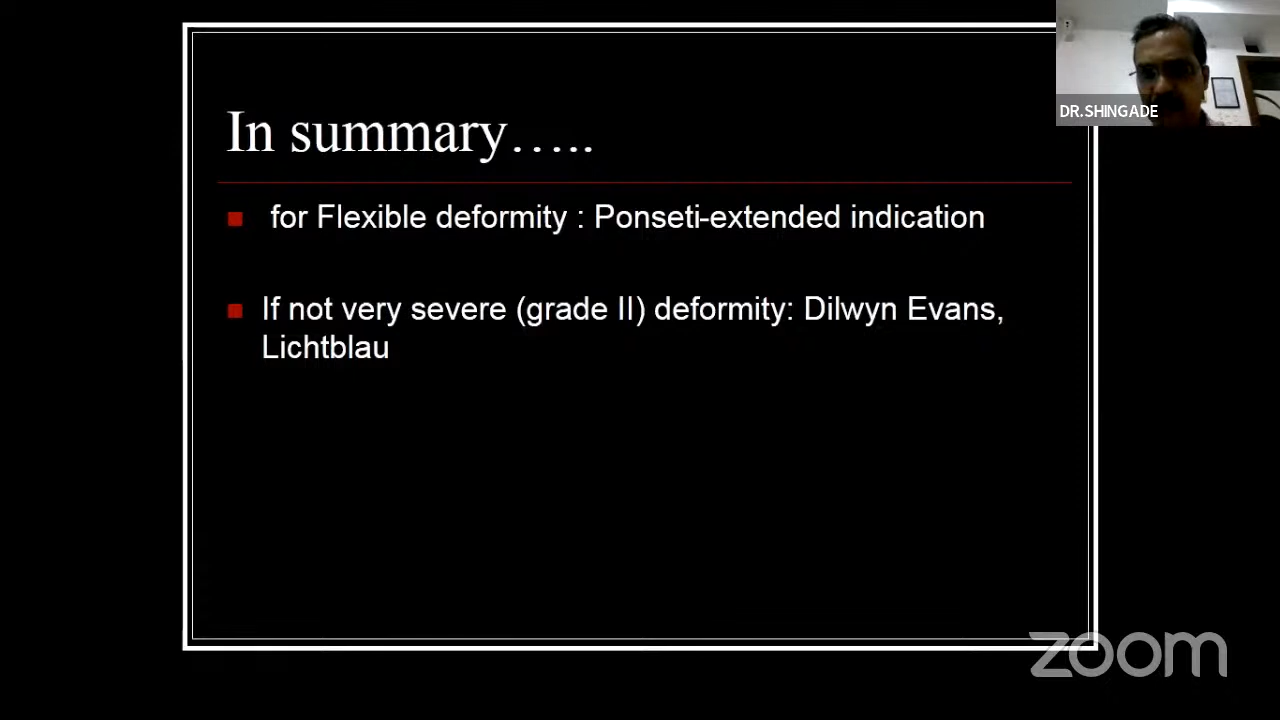 DR.SHINGADE
In summary…..
for Flexible deformity : Ponseti-extended indication
If not very severe (grade II) deformity: Dilwyn Evans,
Lichtblau
zoom